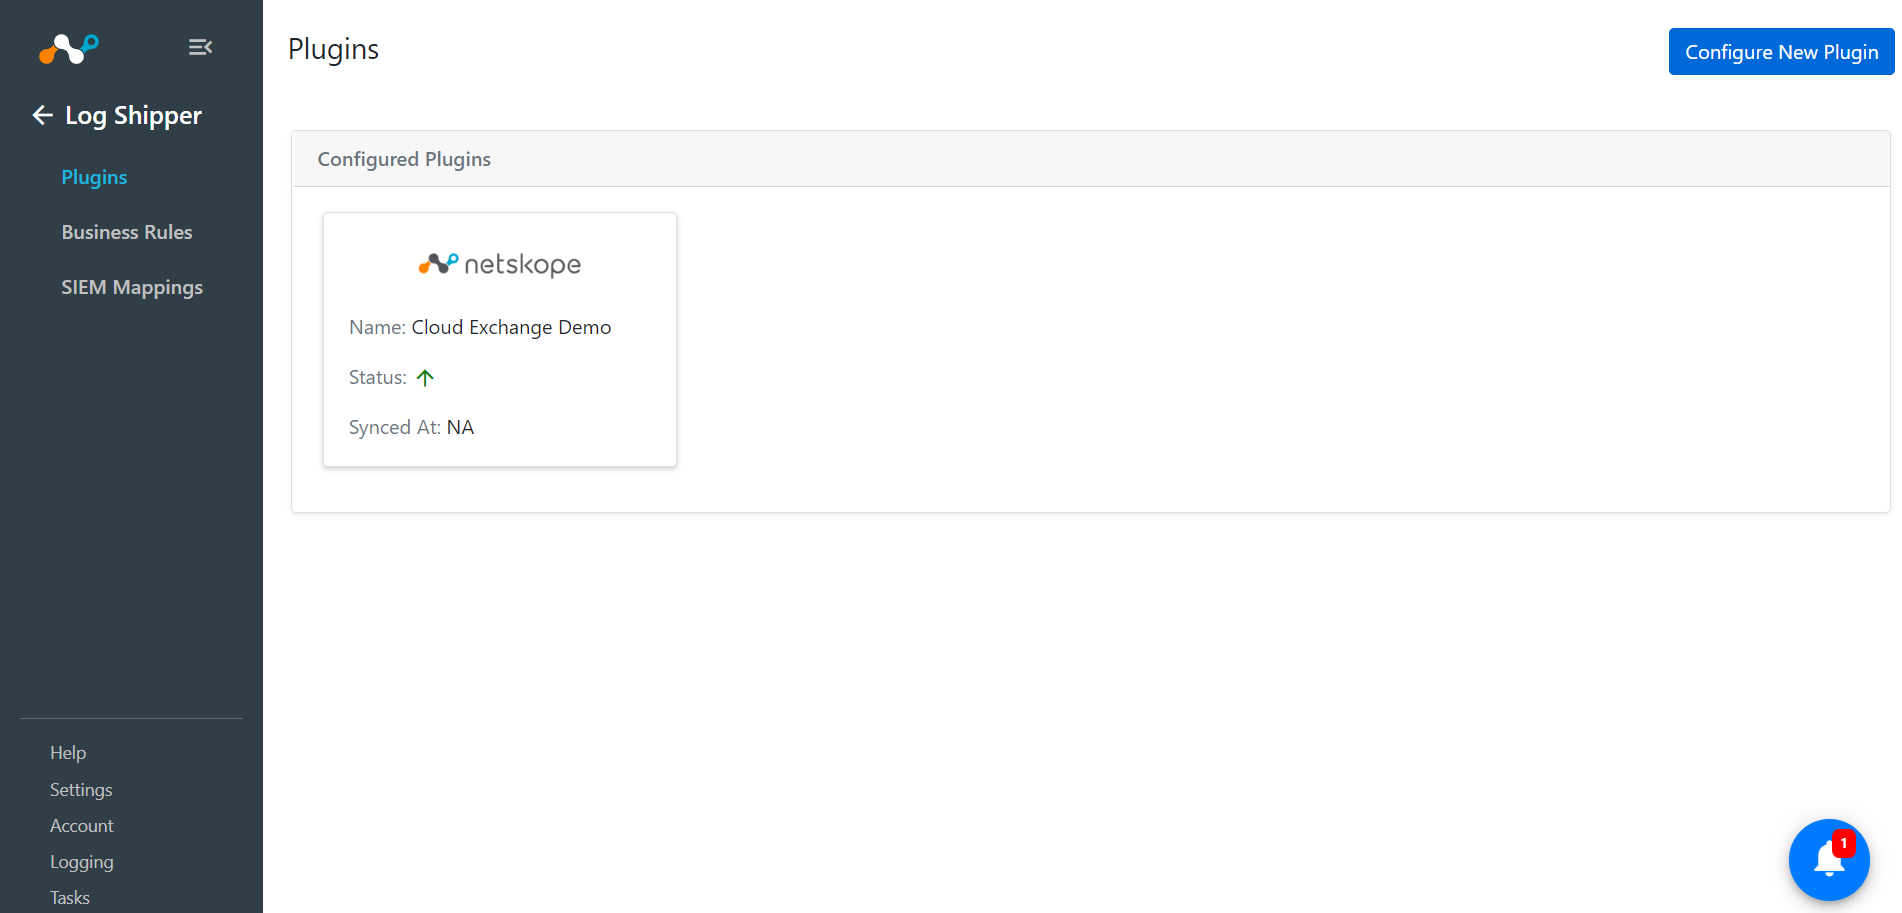 Log Shipper
Plugins
Business Rules
SIEM Mappings
Help
Settings
Account
Logging
Tasks
Plugins
Configure New Plugin
Configured Plugins
netskope
Name: Cloud Exchange Demo
Status:
Synced At: NA
1